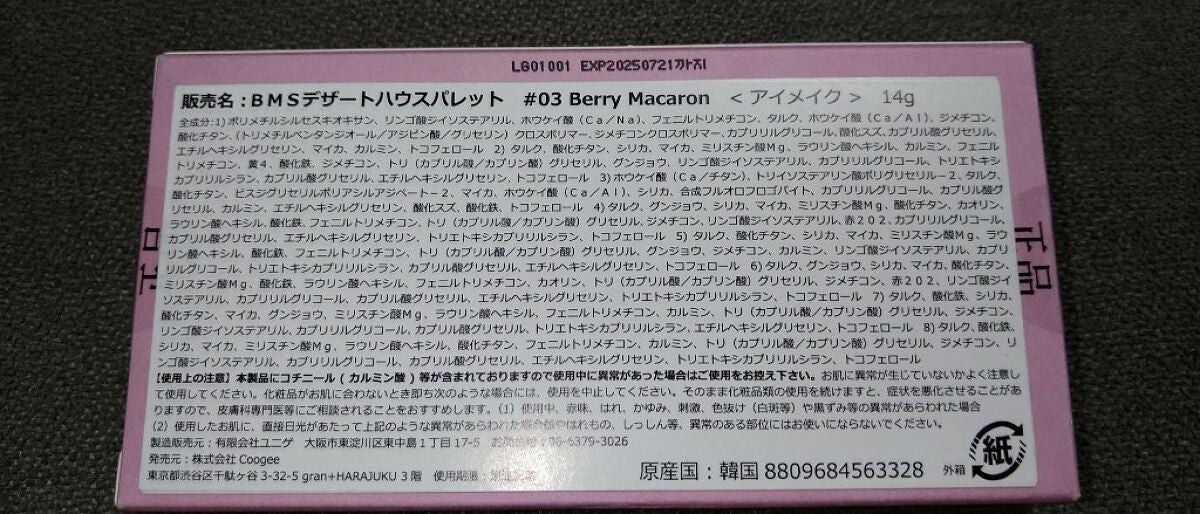 LG01001 EXP20250721까지
販売名：ＢＭＳデザートハウスパレット　#03 Berry Macaron　＜アイメイク＞　14g
全成分:1)ポリメチルシルセスキオキサン、リンゴ酸ジイソステアリル、ホウケイ酸（Ca／Na）、フェニルトリメチコン、タルク、ホウケイ酸（Ca／Al）、ジメチコン、
酸化チタン、(トリメチルペンタンジオール／アジピン酸／グリセリン）クロスポリマー、ジメチコンクロスポリマー、カプリリルグリコール、酸化スズ、カプリル酸グリセリル、
エチルヘキシルグリセリン、マイカ、カルミン、トコフェロール　2）タルク、酸化チタン、シリカ、マイカ、ミリスチン酸Mg、ラウリン酸ヘキシル、カルミン、フェニル
トリメチコン、黄４、酸化鉄、ジメチコン、トリ（カプリル酸／カプリン酸）グリセリル、グンジョウ、リンゴ酸ジイソステアリル、カプリリルグリコール、トリエトキシ
カプリリルシラン、カプリル酸グリセリル、エチルヘキシルグリセリン、トコフェロール　3)ホウケイ酸（Ca／チタン）、トリイソステアリン酸ポリグリセリル－2、タルク、
酸化チタン、ビスジグリセリルポリアシルアジペート－2、マイカ、ホウケイ酸（Ca／Al）、シリカ、合成フルオロフロゴパイト、カプリリルグリコール、カプリル酸グ
リセリル、カルミン、エチルヘキシルグリセリン、酸化スズ、酸化鉄、トコフェロール　4）タルク、グンジョウ、シリカ、マイカ、ミリスチン酸Mg、酸化チタン、カオリン、
ラウリン酸ヘキシル、酸化鉄、フェニルトリメチコン、トリ（カプリル酸／カプリン酸）グリセリル、ジメチコン、リンゴ酸ジイソステアリル、赤２０２、カプリリルグリコール、
カプリル酸グリセリル、エチルヘキシルグリセリン、トリエトキシカプリリルシラン、トコフェロール　5）タルク、酸化チタン、シリカ、マイカ、ミリスチン酸Mg、ラウ
リン酸ヘキシル、酸化鉄、フェニルトリメチコン、トリ（カプリル酸／カプリン酸）グリセリル、グンジョウ、ジメチコン、カルミン、リンゴ酸ジイソステアリル、カプリ
リルグリコール、トリエトキシカプリリルシラン、カプリル酸グリセリル、エチルヘキシルグリセリン、トコフェロール　6）タルク、グンジョウ、シリカ、マイカ、酸化チタン、
ミリスチン酸Mg、酸化鉄、ラウリン酸ヘキシル、フェニルトリメチコン、カオリン、トリ（カプリル酸／カプリン酸）グリセリル、ジメチコン、赤２０２、リンゴ酸ジイ
ソステアリル、カプリリルグリコール、カプリル酸グリセリル、エチルヘキシルグリセリン、トリエトキシカプリリルシラン、トコフェロール　7）タルク、酸化鉄、シリカ、
酸化チタン、マイカ、グンジョウ、ミリスチン酸Mg、ラウリン酸ヘキシル、フェニルトリメチコン、カルミン、トリ（カプリル酸／カプリン酸）グリセリル、ジメチコン、
リンゴ酸ジイソステアリル、カプリリルグリコール、カプリル酸グリセリル、トリエトキシカプリリルシラン、エチルヘキシルグリセリン、トコフェロール　8）タルク、酸化鉄、
シリカ、マイカ、ミリスチン酸Mg、ラウリン酸ヘキシル、酸化チタン、フェニルトリメチコン、カルミン、トリ（カプリル酸／カプリン酸）グリセリル、ジメチコン、リ
ンゴ酸ジイソステアリル、カプリリルグリコール、カプリル酸グリセリル、エチルヘキシルグリセリン、トリエトキシカプリリルシラン、トコフェロール
【使用上の注意】本製品にコチニール（カルミン酸）等が含まれておりますので使用中に異常があった場合はご使用をお控え下さい。お肌に異常が生じていないかよく注意し
て使用してください。化粧品がお肌に合わないとき即ち次のような場合には、使用を中止してください。そのまま化粧品類の使用を続けますと、症状を悪化させることがあ
りますので、皮膚科専門医等にご相談されることをおすすめします。（1）使用中、赤味、はれ、かゆみ、刺激、色抜け（白斑等）や黒ずみ等の異常があらわれた場合
（2）使用したお肌に、直接日光があたって上記のような異常があらわれた場合傷やはれもの、しっしん等、異常のある部位にはお使いにならないでください。
製造販売元：有限会社ユニゲ　大阪市東淀川区東中島１丁目17-5　お問合せ：06-6379-3026
発売元：株式会社 Coogee
東京都渋谷区千駄ヶ谷 3-32-5 gran+HARAJUKU 3 階　使用期限：
原産国：韓国 8809684563328
外箱
紙
正品